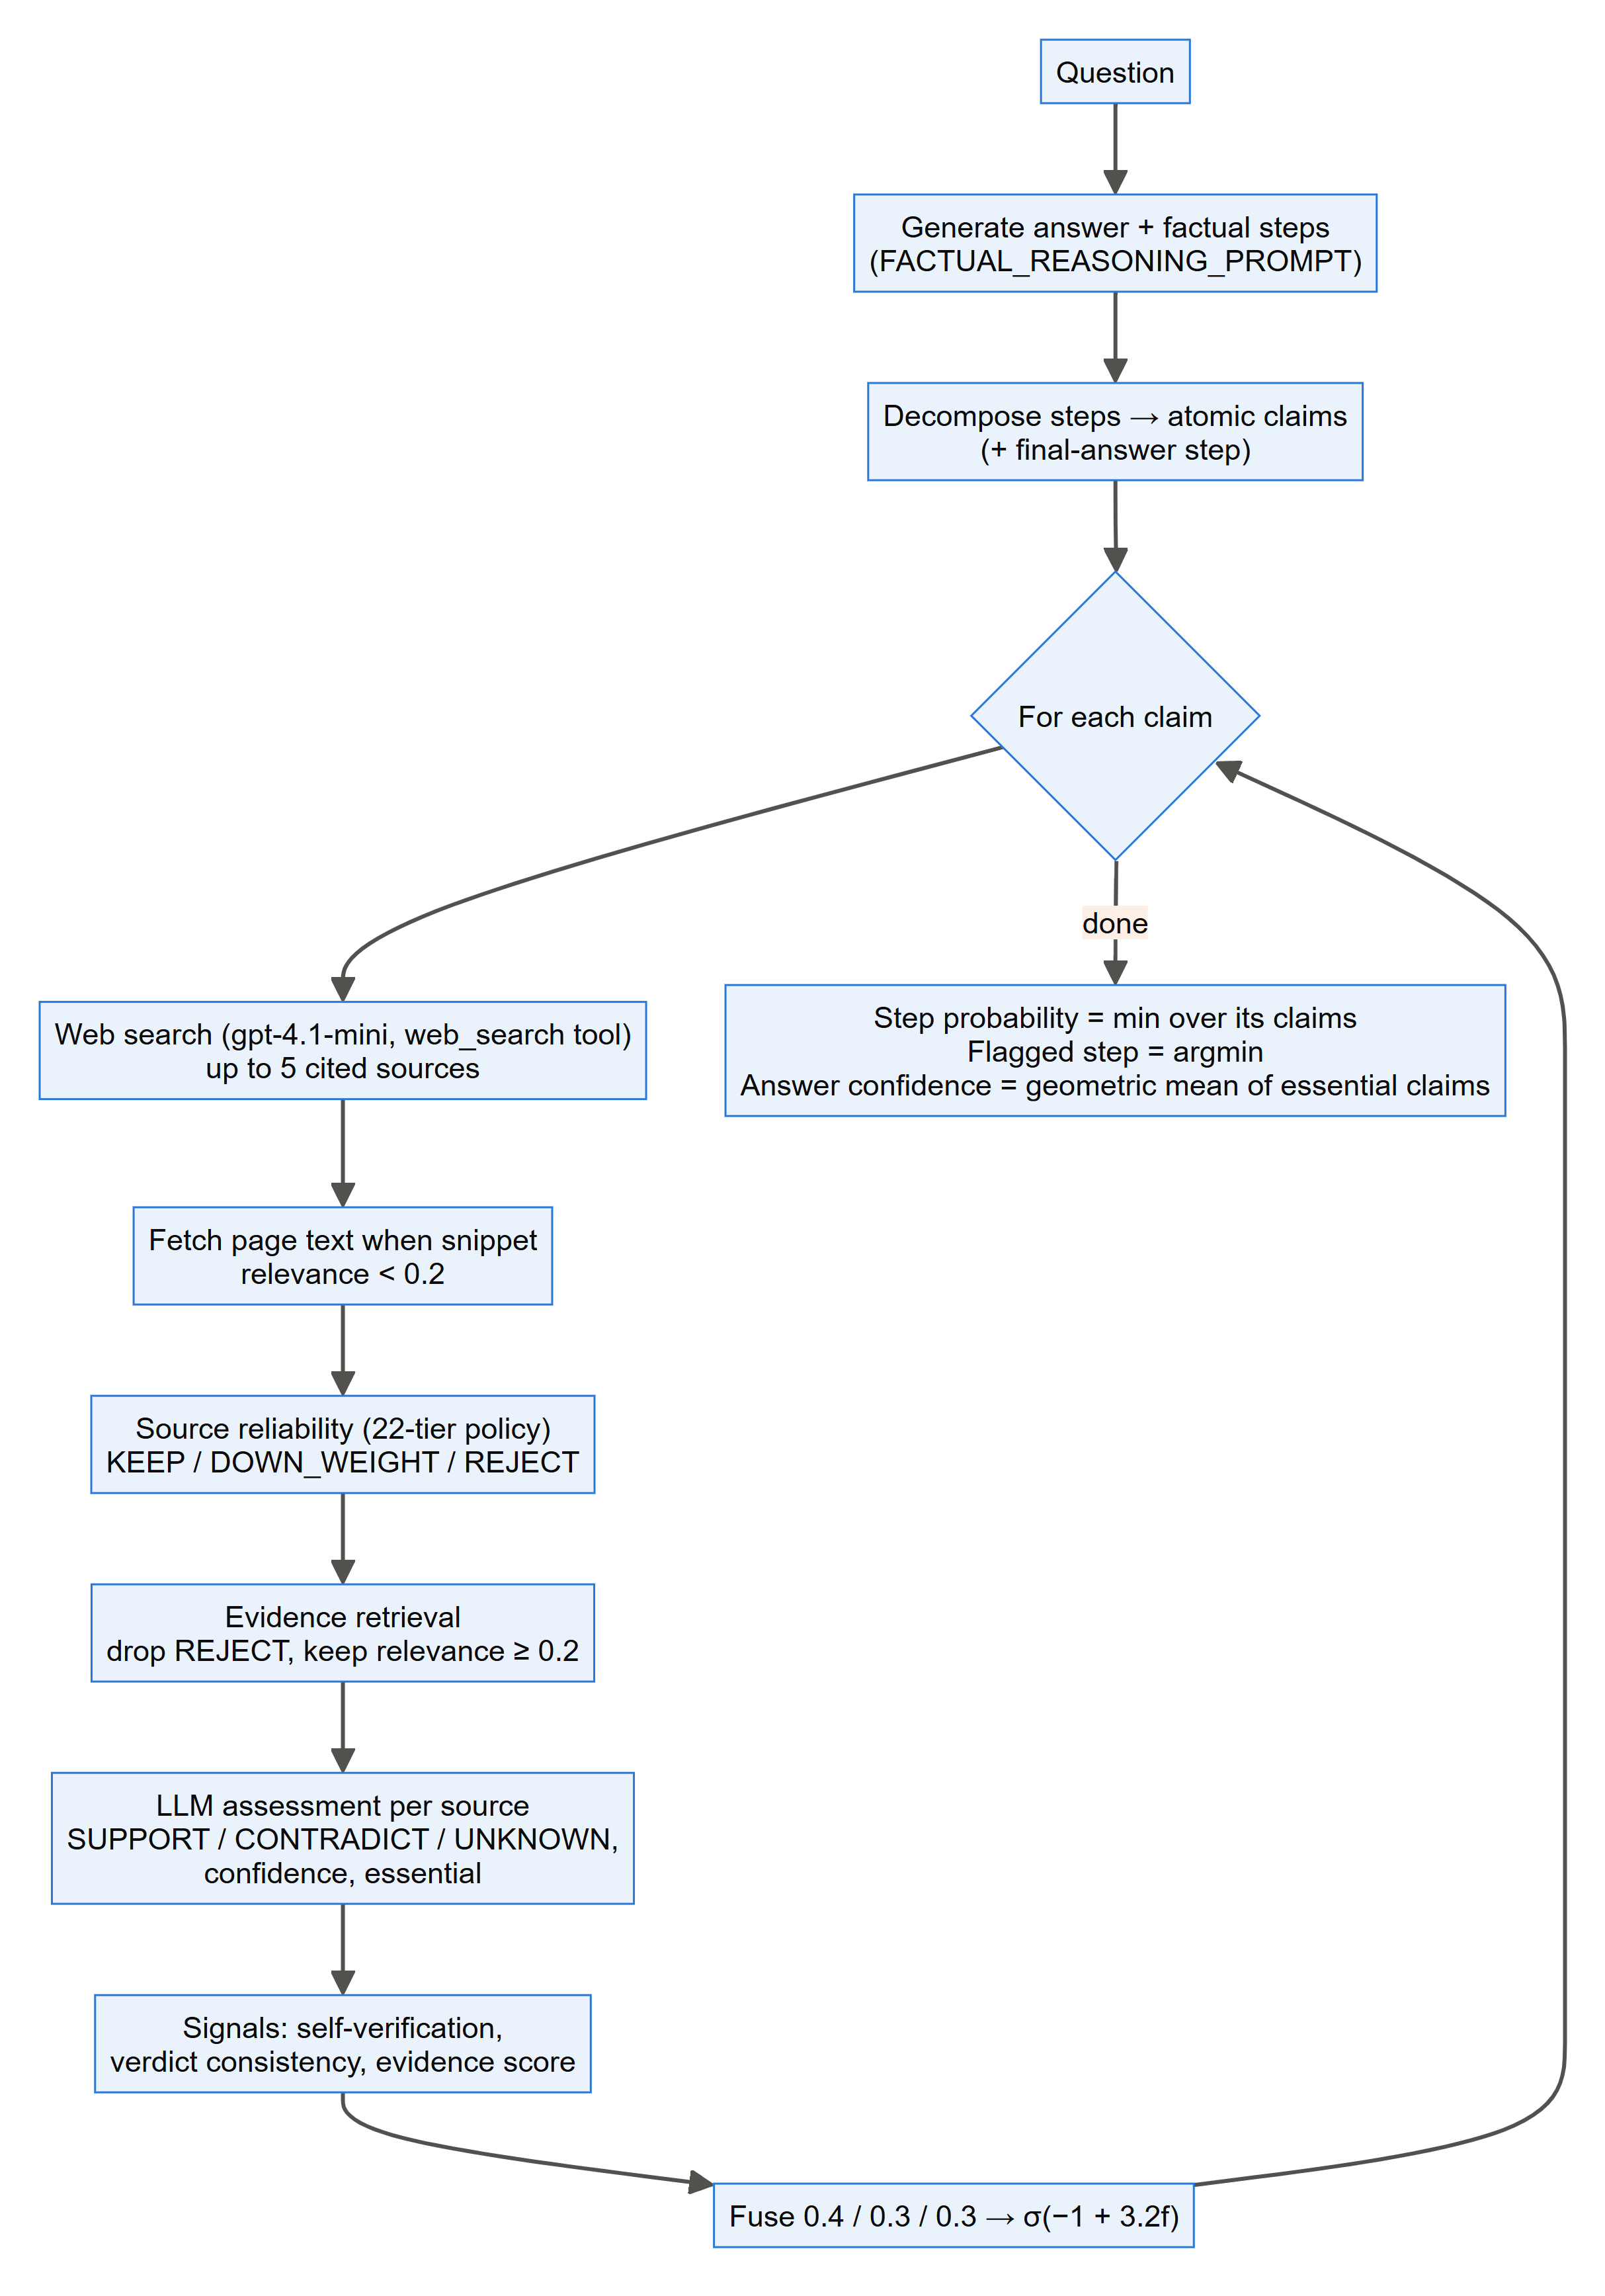 Question
Generate answer + factual steps
(FACTUAL_REASONING_PROMPT)
Decompose steps → atomic claims
(+ final-answer step)
For each claim
done
Web search (gpt-4.1-mini, web_search tool)
up to 5 cited sources
Step probability = min over its claims
Flagged step = argmin
Answer confidence = geometric mean of essential claims
Fetch page text when snippet
relevance < 0.2
Source reliability (22-tier policy)
KEEP / DOWN_WEIGHT / REJECT
Evidence retrieval
drop REJECT, keep relevance ≥ 0.2
LLM assessment per source
SUPPORT / CONTRADICT / UNKNOWN,
confidence, essential
Signals: self-verification,
verdict consistency, evidence score
Fuse 0.4 / 0.3 / 0.3 → σ(−1 + 3.2f)